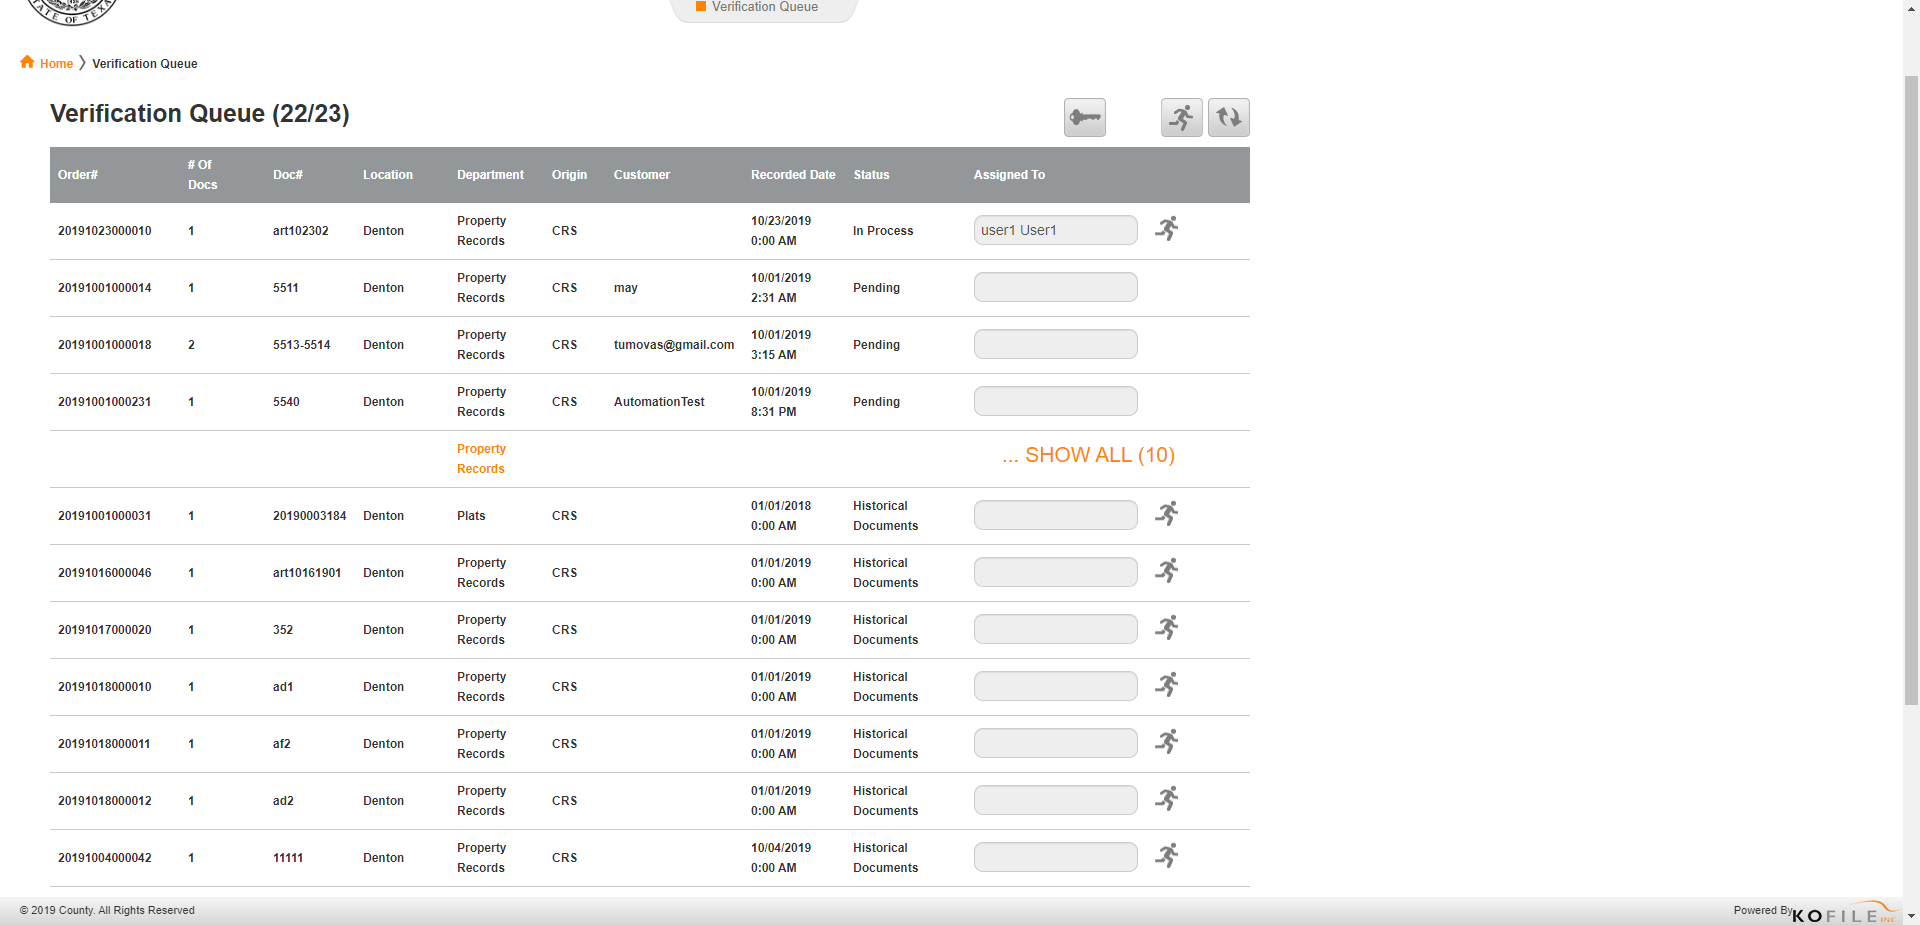 STATE OF TEXAS
Verification Queue
Home > Verification Queue
Verification Queue (22/23)
Order# # Of Docs Doc# Location Department Origin Customer Recorded Date Status Assigned To
20191023000010 1 art102302 Denton Property Records CRS 10/23/2019 0:00 AM In Process user1 User1
20191001000014 1 5511 Denton Property Records CRS may 10/01/2019 2:31 AM Pending
20191001000018 2 5513-5514 Denton Property Records CRS tumovas@gmail.com 10/01/2019 3:15 AM Pending
20191001000231 1 5540 Denton Property Records CRS AutomationTest 10/01/2019 8:31 PM Pending
Property Records ... SHOW ALL (10)
20191001000031 1 20190003184 Denton Plats CRS 01/01/2018 0:00 AM Historical Documents
20191016000046 1 art10161901 Denton Property Records CRS 01/01/2019 0:00 AM Historical Documents
20191017000020 1 352 Denton Property Records CRS 01/01/2019 0:00 AM Historical Documents
20191018000010 1 ad1 Denton Property Records CRS 01/01/2019 0:00 AM Historical Documents
20191018000011 1 af2 Denton Property Records CRS 01/01/2019 0:00 AM Historical Documents
20191018000012 1 ad2 Denton Property Records CRS 01/01/2019 0:00 AM Historical Documents
20191004000042 1 11111 Denton Property Records CRS 10/04/2019 0:00 AM Historical Documents
© 2019 County. All Rights Reserved
Powered By KOFILE INC.